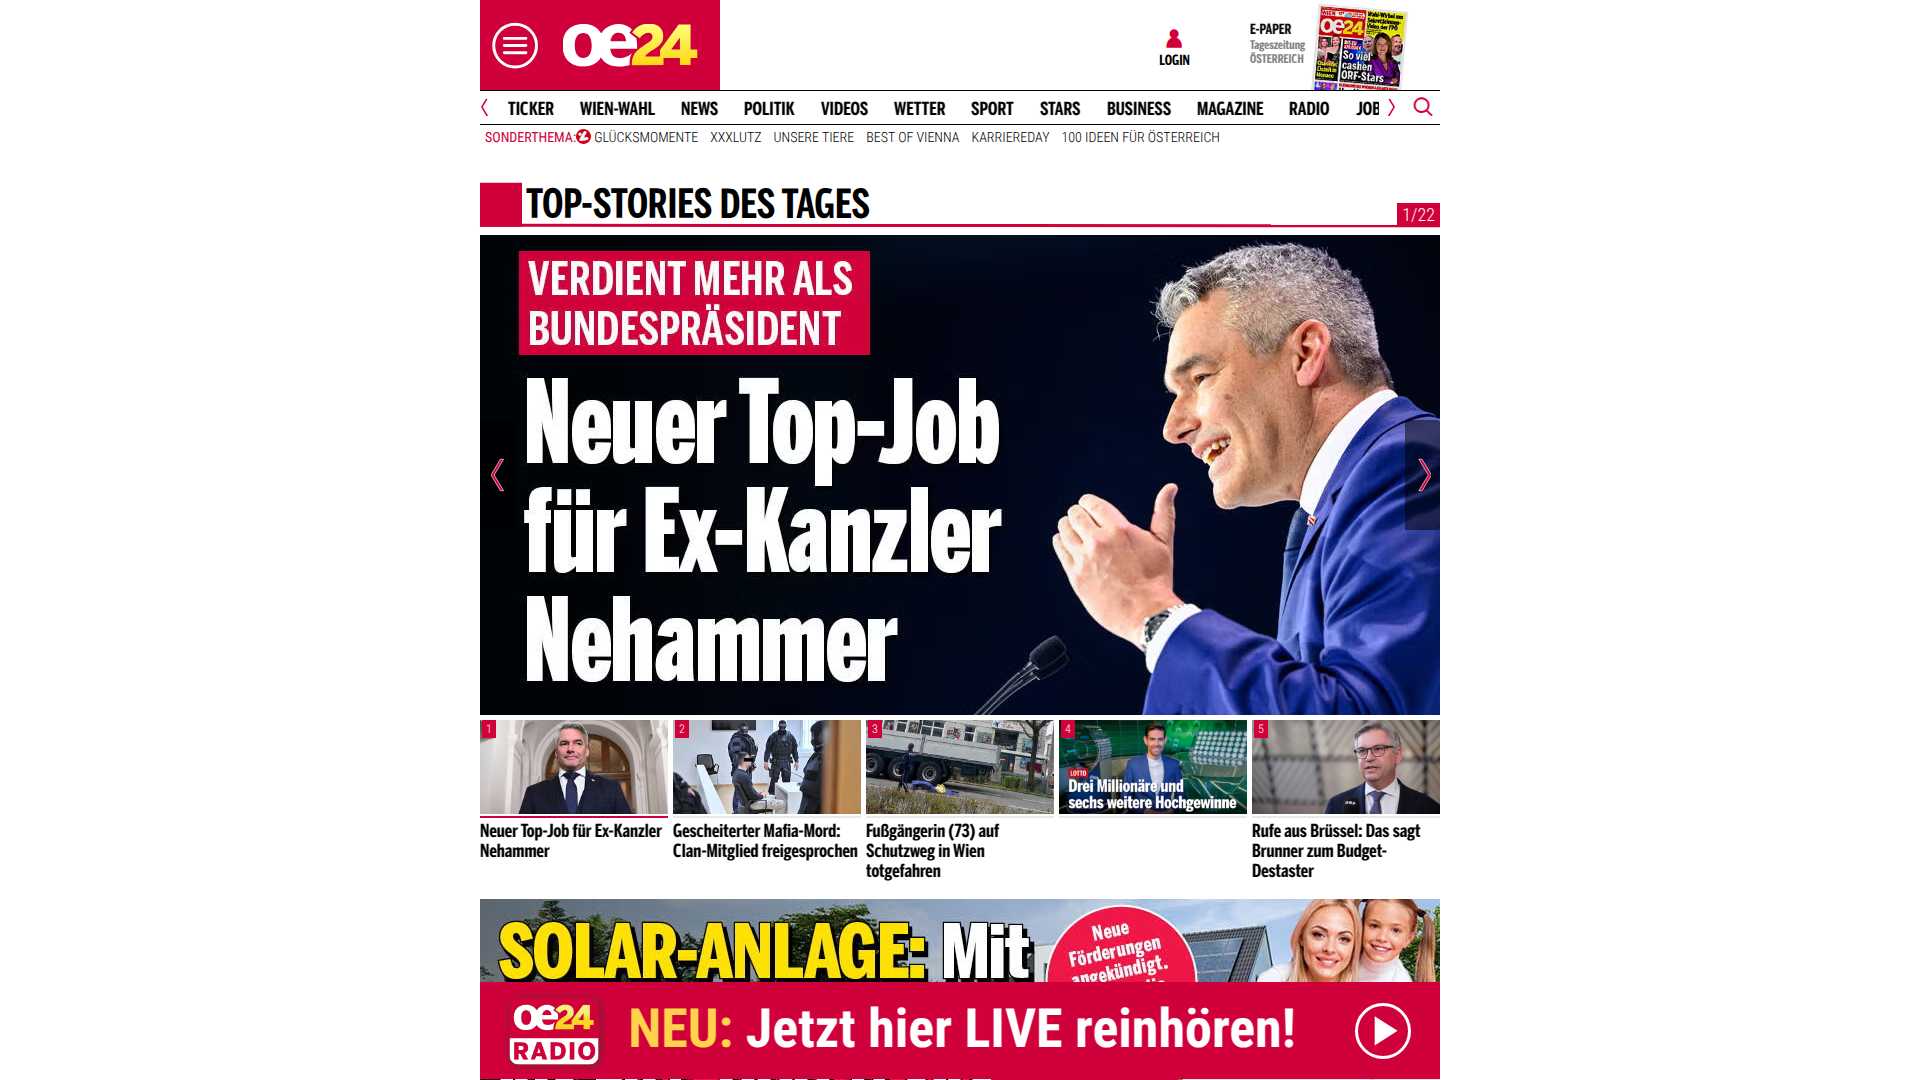 oe24
LOGIN
E-PAPER
Tageszeitung
ÖSTERREICH
WIEN
oe24
So viel
cashen
ORF-Stars
TICKER WIEN-WAHL NEWS POLITIK VIDEOS WETTER SPORT STARS BUSINESS MAGAZINE RADIO JOB
SONDERTHEMA: GLÜCKSMOMENTE XXXLUTZ UNSERE TIERE BEST OF VIENNA KARRIEREDAY 100 IDEEN FÜR ÖSTERREICH
TOP-STORIES DES TAGES
1/22
VERDIENT MEHR ALS
BUNDESPRÄSIDENT
Neuer Top-Job
für Ex-Kanzler
Nehammer
1
2
3
4
5
LOTTO
Drei Millionäre und
sechs weitere Hochgewinne
Neuer Top-Job für Ex-Kanzler
Nehammer
Gescheiterter Mafia-Mord:
Clan-Mitglied freigesprochen
Fußgängerin (73) auf
Schutzweg in Wien
totgefahren
Rufe aus Brüssel: Das sagt
Brunner zum Budget-
Destaster
SOLAR-ANLAGE: Mit
Neue
Förderungen
angekündigt.
oe24
RADIO
NEU: Jetzt hier LIVE reinhören!